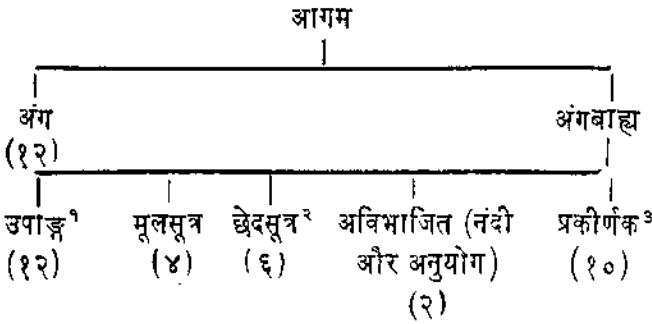 आगम
अंग अंगबाह्य
(१२)
उपाङ्ग¹ मूलसूत्र छेदसूत्र² अविभाजित (नंदी प्रकीर्णक³
(१२) (४) (६) और अनुयोग) (१०)
(२)